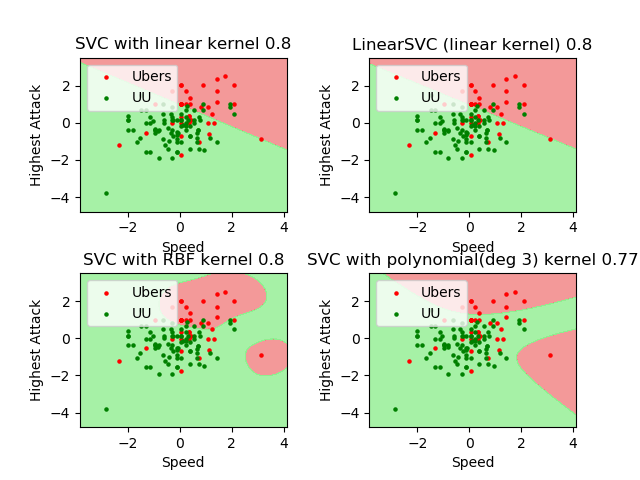 SVC with linear kernel 0.8
LinearSVC (linear kernel) 0.8
Highest Attack
2
0
−2
−4
Ubers
UU
−2
0
2
4
Speed
Highest Attack
2
0
−2
−4
Ubers
UU
−2
0
2
4
Speed
SVC with RBF kernel 0.8
SVC with polynomial(deg 3) kernel 0.77
Highest Attack
2
0
−2
−4
Ubers
UU
−2
0
2
4
Speed
Highest Attack
2
0
−2
−4
Ubers
UU
−2
0
2
4
Speed